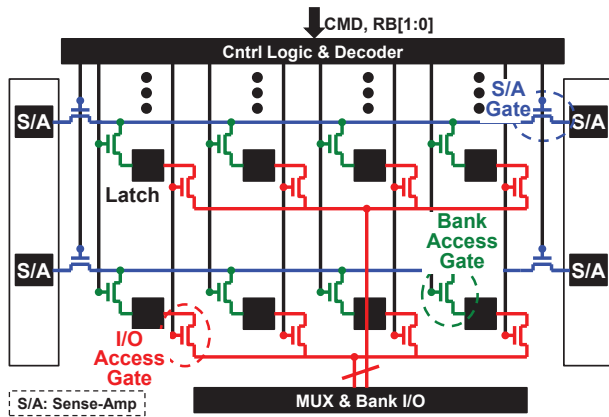 CMD, RB[1:0]
Cntrl Logic & Decoder
S/A
Gate
S/A
S/A
Latch
Bank
Access
Gate
S/A
S/A
I/O
Access
Gate
S/A: Sense-Amp
MUX & Bank I/O